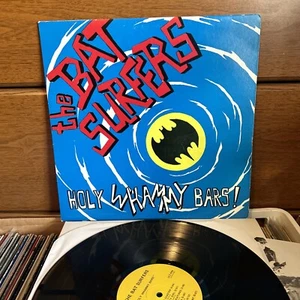 the BAT
SURFERS
HOLY WHAMMY BARS!
THE BAT SURFERS